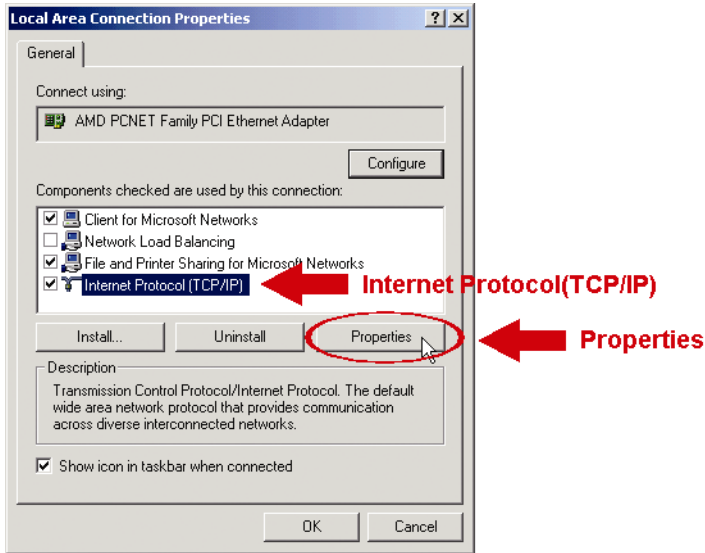 Local Area Connection Properties
General
Connect using:
AMD PCNET Family PCI Ethernet Adapter
Configure
Components checked are used by this connection:
Client for Microsoft Networks
Network Load Balancing
File and Printer Sharing for Microsoft Networks
Internet Protocol (TCP/IP)
Internet Protocol(TCP/IP)
Install...
Uninstall
Properties
Properties
Description
Transmission Control Protocol/Internet Protocol. The default
wide area network protocol that provides communication
across diverse interconnected networks.
Show icon in taskbar when connected
OK
Cancel